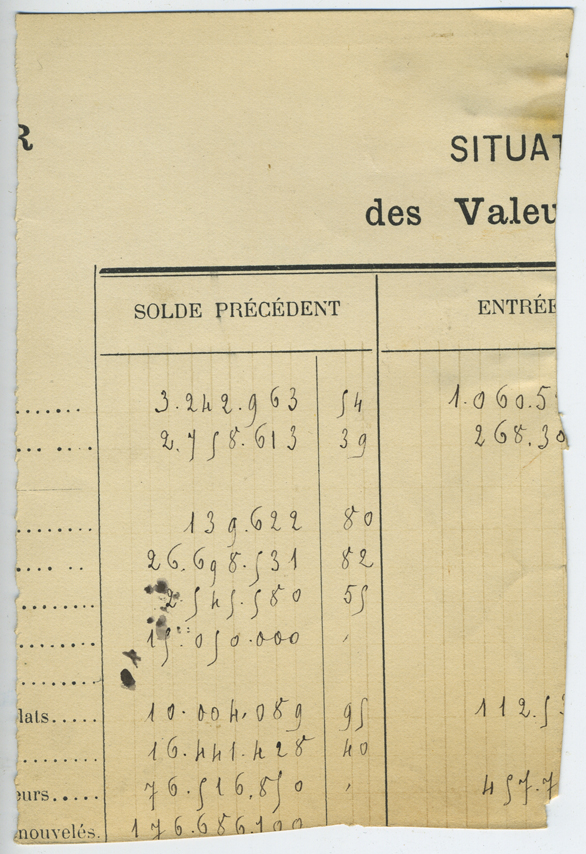 R
SITUAT
des Valeu
SOLDE PRÉCÉDENT ENTRÉE
........ 3.242.963 54 1.060.5
... .... 2.758.613 39 268.30
......... 139.622 80
.... .. 26.698.531 82
......... 2.545.580 55
......... 15.050.000 ,
.........
lats..... 10.004.089 95 112.53
......... 16.441.428 40
eurs..... 76.516.850 , 457.7
nouvelés. 176.686.100